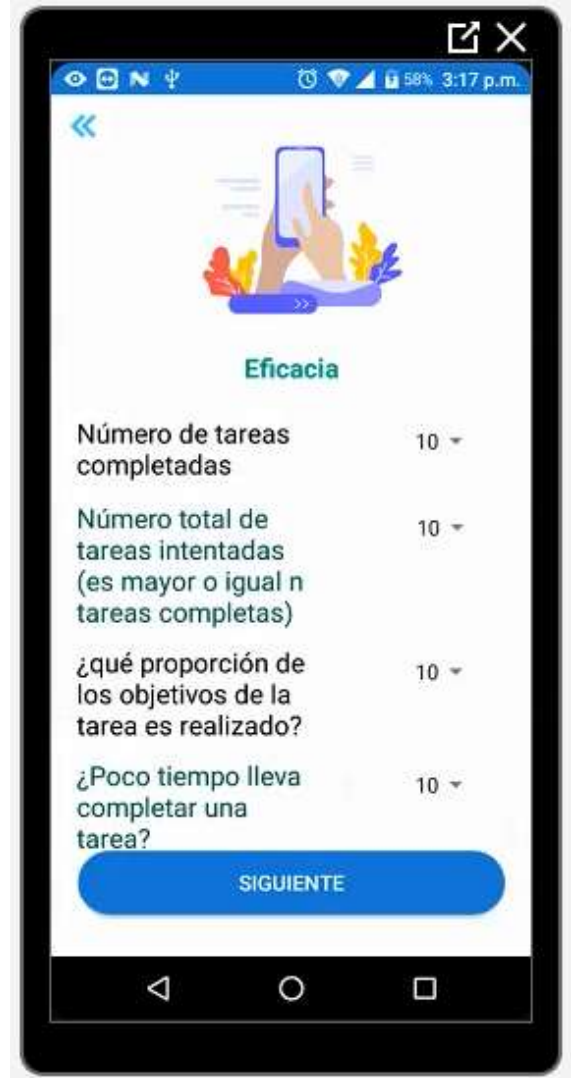 58% 3:17 p.m.
Eficacia
Número de tareas
completadas
10
Número total de
tareas intentadas
(es mayor o igual n
tareas completas)
10
¿qué proporción de
los objetivos de la
tarea es realizado?
10
¿Poco tiempo lleva
completar una
tarea?
10
SIGUIENTE